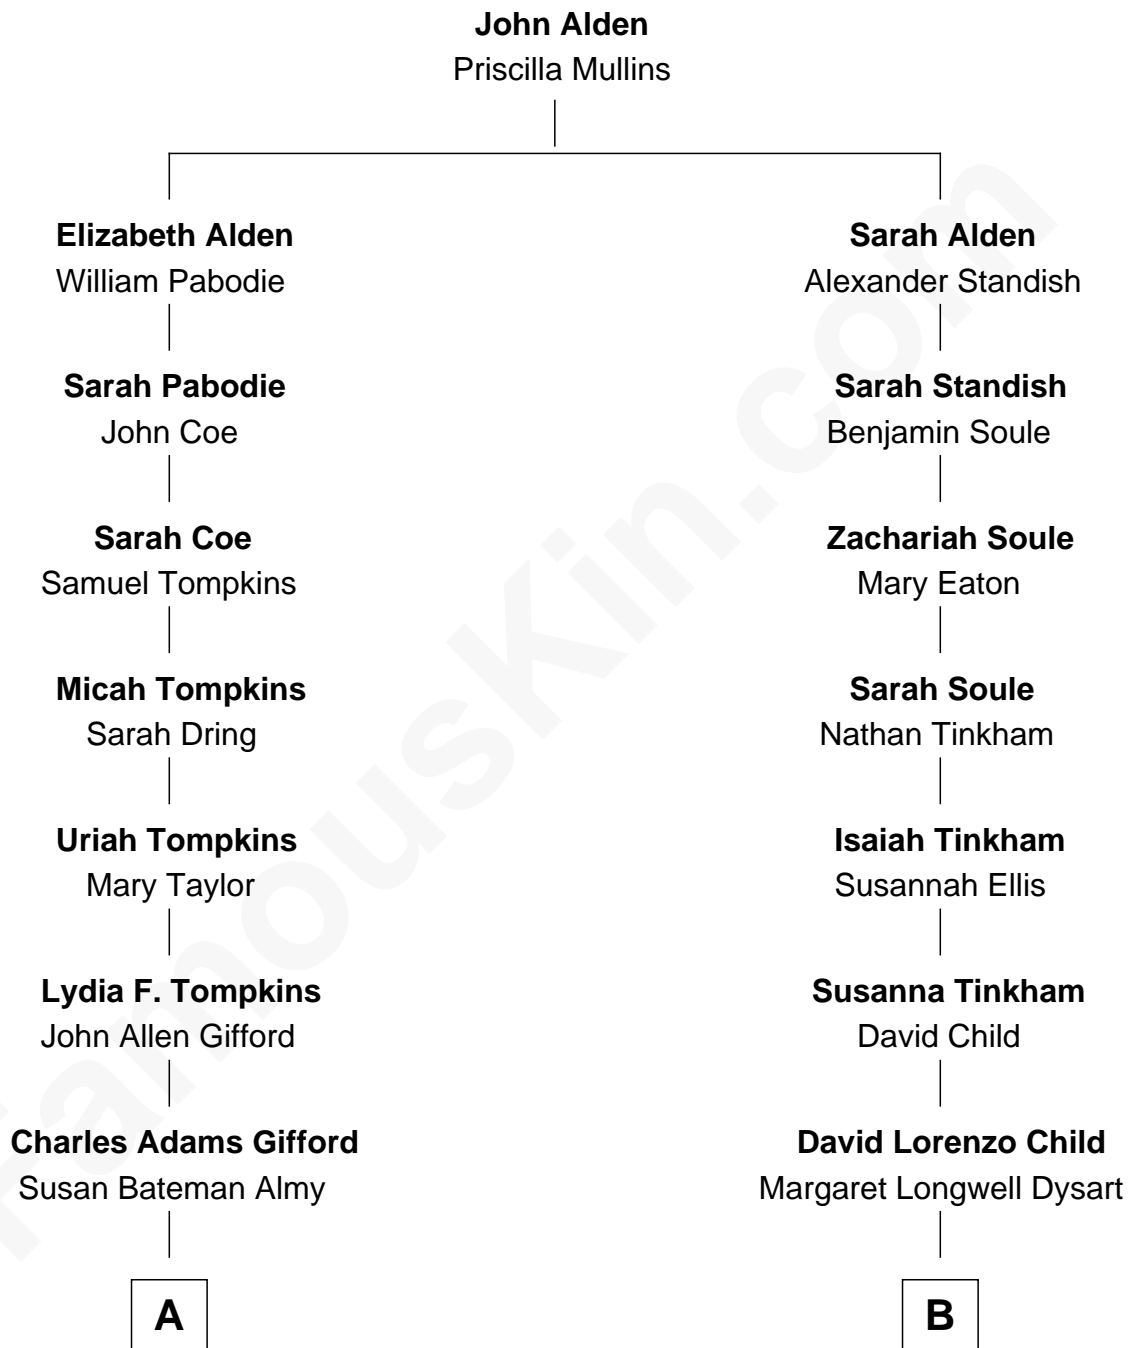 John Alden
Priscilla Mullins
Elizabeth Alden
William Pabodie
Sarah Alden
Alexander Standish
Sarah Pabodie
John Coe
Sarah Standish
Benjamin Soule
Sarah Coe
Samuel Tompkins
Zachariah Soule
Mary Eaton
Micah Tompkins
Sarah Dring
Sarah Soule
Nathan Tinkham
Uriah Tompkins
Mary Taylor
Isaiah Tinkham
Susannah Ellis
Lydia F. Tompkins
John Allen Gifford
Susanna Tinkham
David Child
Charles Adams Gifford
Susan Bateman Almy
David Lorenzo Child
Margaret Longwell Dysart
A
B
FamousKin.com